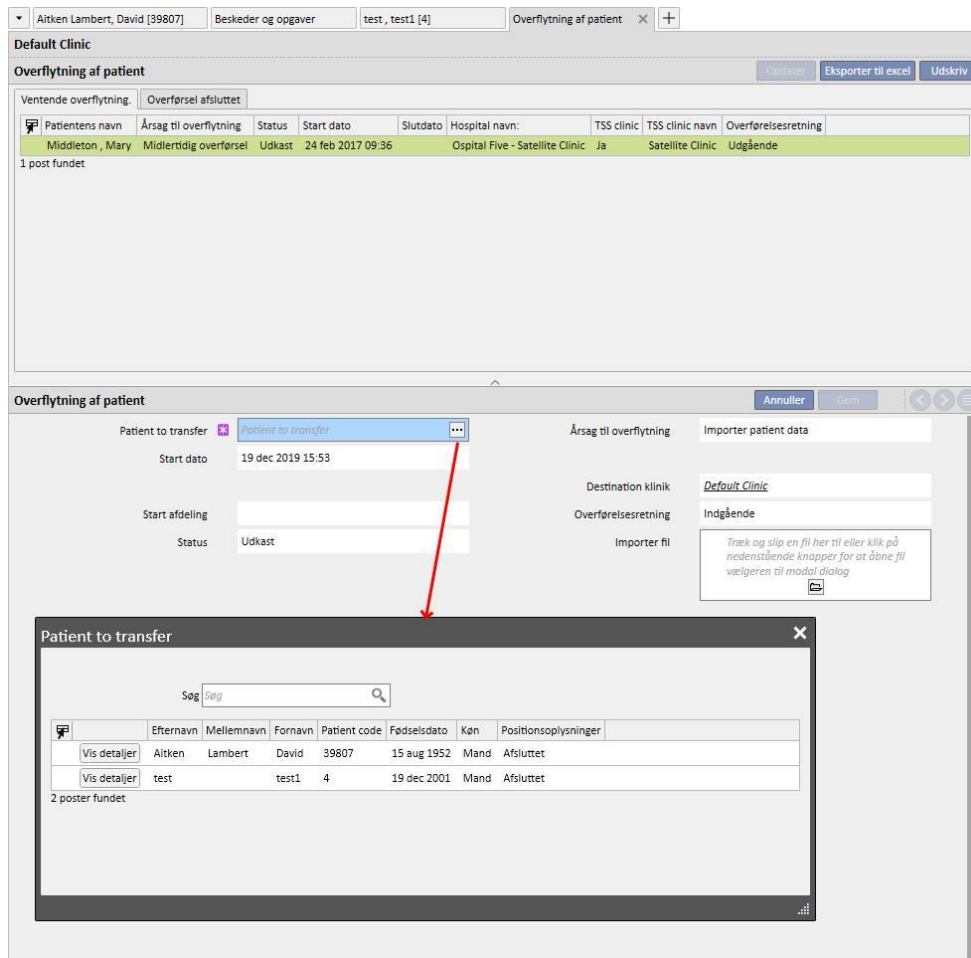 Aitken Lambert, David [39807] Beskeder og opgaver test , test1 [4] Overflytning af patient
Default Clinic
Overflytning af patient Opdater Eksporter til excel Udskriv
Ventende overflytning. Overførsel afsluttet
Patientens navn Årsag til overflytning Status Start dato Slutdato Hospital navn: TSS clinic TSS clinic navn Overførelsesretning
Middleton , Mary Midlertidig overførsel Udkast 24 feb 2017 09:36 Ospital Five - Satellite Clinic Ja Satellite Clinic Udgående
1 post fundet
Overflytning af patient Annuller Gem
Patient to transfer Patient to transfer ... Årsag til overflytning Importer patient data
Start dato 19 dec 2019 15:53
Destination klinik Default Clinic
Start afdeling Overførelsesretning Indgående
Status Udkast Importer fil Træk og slip en fil her til eller klik på
nedenstående knapper for at åbne fil
vælgeren til modal dialog
Patient to transfer
Søg Søg
Efternavn Mellemnavn Fornavn Patient code Fødselsdato Køn Positionsoplysninger
Vis detaljer Aitken Lambert David 39807 15 aug 1952 Mand Afsluttet
Vis detaljer test test1 4 19 dec 2001 Mand Afsluttet
2 poster fundet